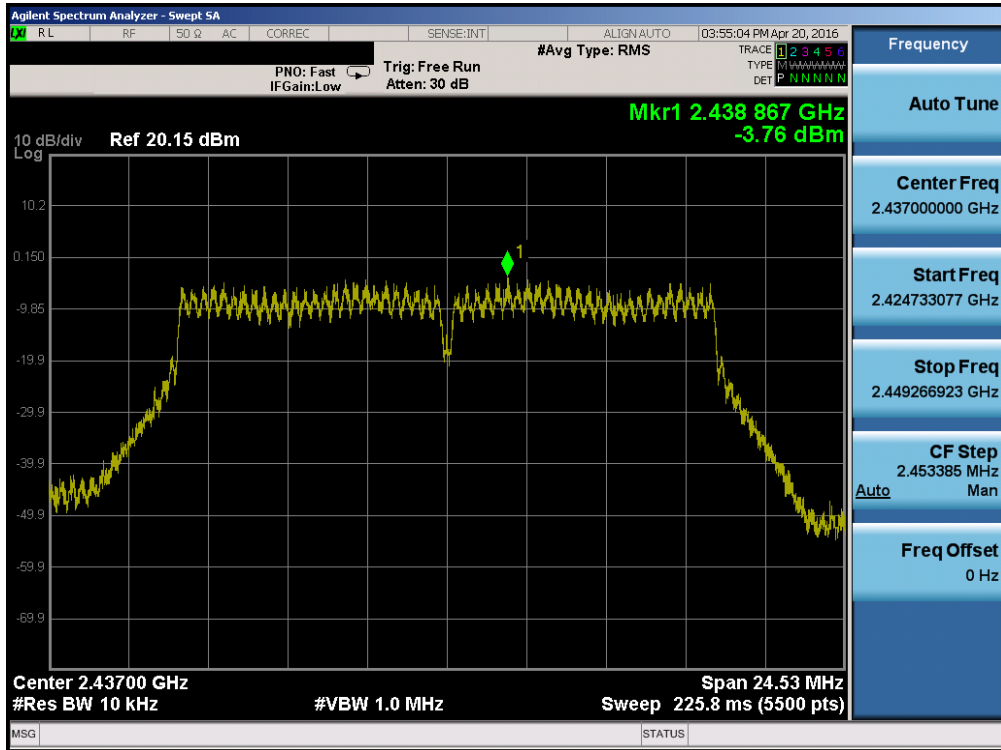 Agilent Spectrum Analyzer - Swept SA
LXI RL RF 50 Ω AC CORREC SENSE:INT ALIGN AUTO 03:55:04 PM Apr 20, 2016
#Avg Type: RMS TRACE 1 2 3 4 5 6
PNO: Fast Trig: Free Run TYPE M
IFGain:Low Atten: 30 dB DET P N N N N N
Mkr1 2.438 867 GHz
-3.76 dBm
10 dB/div Ref 20.15 dBm
Log
10.2
1
0.150
-9.85
-19.9
-29.9
-39.9
-49.9
-59.9
-69.9
Center 2.43700 GHz Span 24.53 MHz
#Res BW 10 kHz #VBW 1.0 MHz Sweep 225.8 ms (5500 pts)
MSG STATUS
Frequency
Auto Tune
Center Freq
2.437000000 GHz
Start Freq
2.424733077 GHz
Stop Freq
2.449266923 GHz
CF Step
2.453385 MHz
Auto Man
Freq Offset
0 Hz